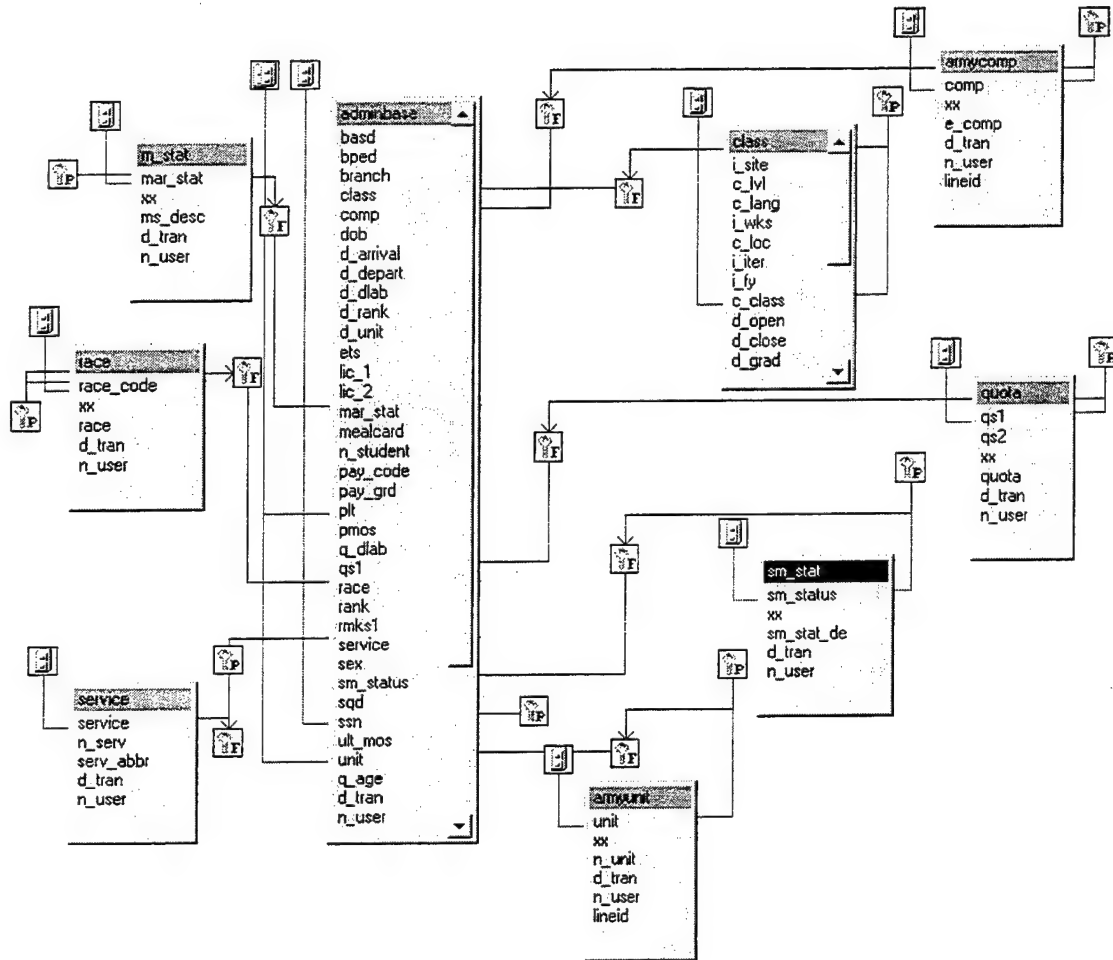 m_stat
mar_stat
xx
ms_desc
d_tran
n_user
race
race_code
xx
race
d_tran
n_user
service
service
n_serv
serv_abbr
d_tran
n_user
adminbase
basd
bped
branch
class
comp
dob
d_arrival
d_depart
d_dlab
d_rank
d_unit
ets
lic_1
lic_2
mar_stat
mealcard
n_student
pay_code
pay_grd
plt
pmos
q_dlab
qs1
race
rank
rmks1
service
sex
sm_status
sqd
ssn
ult_mos
unit
q_age
d_tran
n_user
class
i_site
c_lvl
c_lang
i_wks
c_loc
i_iter
i_fy
c_class
d_open
d_close
d_grad
armycomp
comp
xx
e_comp
d_tran
n_user
lineid
quota
qs1
qs2
xx
quota
d_tran
n_user
sm_stat
sm_status
xx
sm_stat_de
d_tran
n_user
armyunit
unit
xx
n_unit
d_tran
n_user
lineid
P
F
P
F
P
F
F
P
F
P
F
P
F
P
F
P
F
P